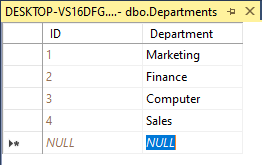 DESKTOP-VS16DFG....- dbo.Departments
ID Department
1 Marketing
2 Finance
3 Computer
4 Sales
NULL NULL